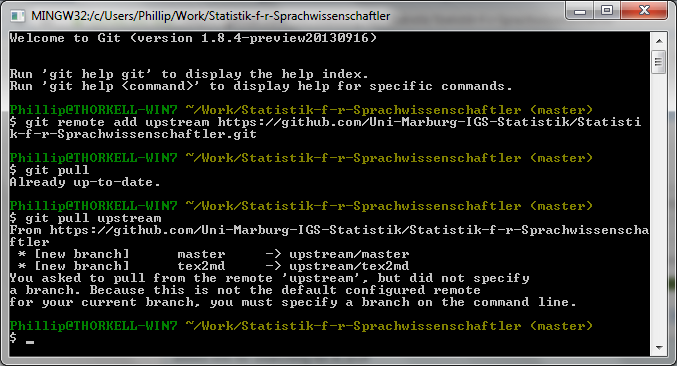 MINGW32:/c/Users/Phillip/Work/Statistik-f-r-Sprachwissenschaftler
Welcome to Git (version 1.8.4-preview20130916)
Run 'git help git' to display the help index.
Run 'git help <command>' to display help for specific commands.
Phillip@THORKELL-WIN7 ~/Work/Statistik-f-r-Sprachwissenschaftler (master)
$ git remote add upstream https://github.com/Uni-Marburg-IGS-Statistik/Statisti
k-f-r-Sprachwissenschaftler.git
Phillip@THORKELL-WIN7 ~/Work/Statistik-f-r-Sprachwissenschaftler (master)
$ git pull
Already up-to-date.
Phillip@THORKELL-WIN7 ~/Work/Statistik-f-r-Sprachwissenschaftler (master)
$ git pull upstream
From https://github.com/Uni-Marburg-IGS-Statistik/Statistik-f-r-Sprachwissenscha
ftler
 * [new branch]      master     -> upstream/master
 * [new branch]      tex2md     -> upstream/tex2md
You asked to pull from the remote 'upstream', but did not specify
a branch. Because this is not the default configured remote
for your current branch, you must specify a branch on the command line.
Phillip@THORKELL-WIN7 ~/Work/Statistik-f-r-Sprachwissenschaftler (master)
$ _